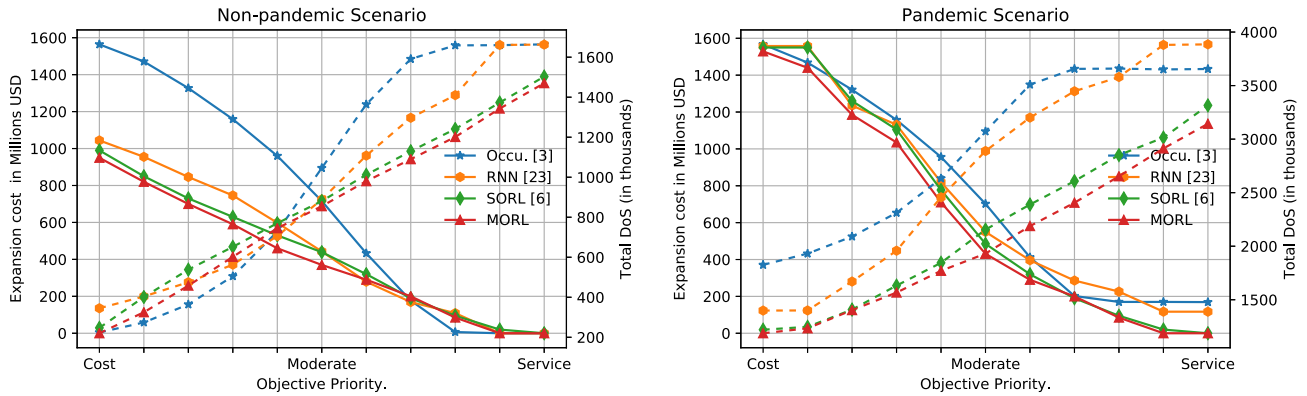 Non-pandemic Scenario
Expansion cost in Millions USD
1600
1400
1200
1000
800
600
400
200
0
Occu. [3]
RNN [23]
SORL [6]
MORL
1600
1400
1200
1000
800
600
400
200
Total DoS (in thousands)
Cost
Moderate
Service
Objective Priority.
Pandemic Scenario
Expansion cost in Millions USD
1600
1400
1200
1000
800
600
400
200
0
Occu. [3]
RNN [23]
SORL [6]
MORL
4000
3500
3000
2500
2000
1500
Total DoS (in thousands)
Cost
Moderate
Service
Objective Priority.